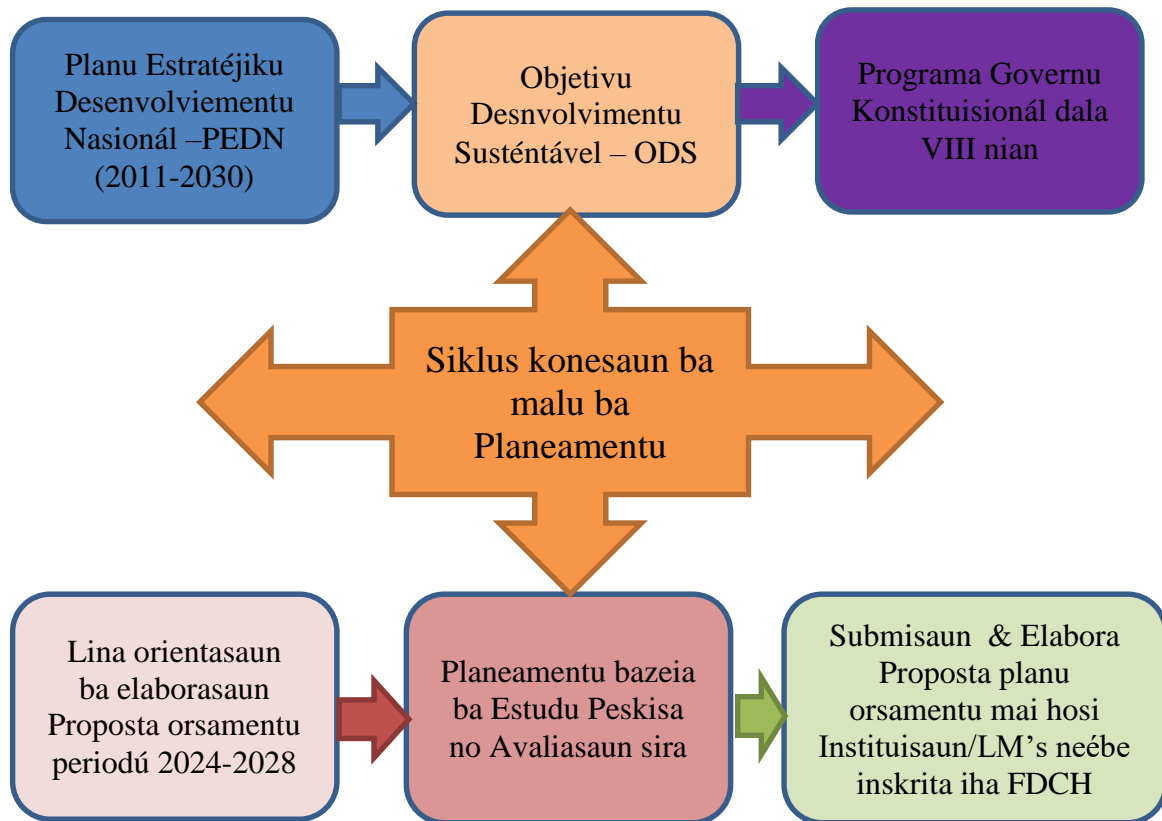 Planu Estratéjiku
Desenvolviementu
Nasionál –PEDN
(2011-2030)
Objetivu
Desnvolvimentu
Susténtável – ODS
Programa Governu
Konstituisionál dala
VIII nian
Siklus konesaun ba
malu ba
Planeamentu
Lina orientasaun
ba elaborasaun
Proposta orsamentu
periodú 2024-2028
Planeamentu bazeia
ba Estudu Peskisa
no Avaliasaun sira
Submisaun & Elabora
Proposta planu
orsamentu mai hosi
Instituisaun/LM’s neébe
inskrita iha FDCH